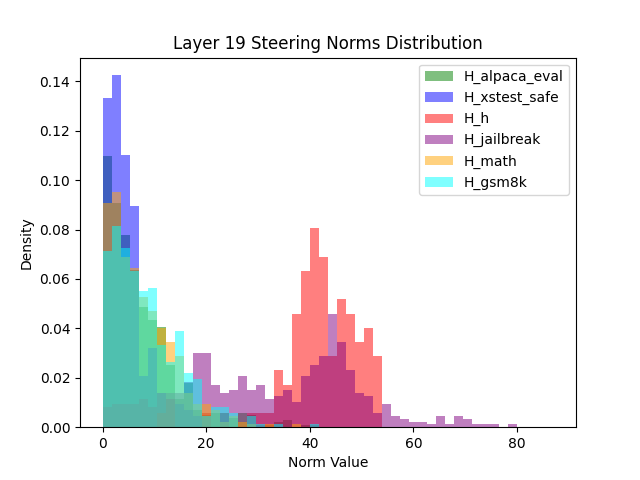 Layer 19 Steering Norms Distribution
H_alpaca_eval
H_xstest_safe
H_h
H_jailbreak
H_math
H_gsm8k
0.14
0.12
0.10
0.08
0.06
0.04
0.02
0.00
Density
0 20 40 60 80
Norm Value